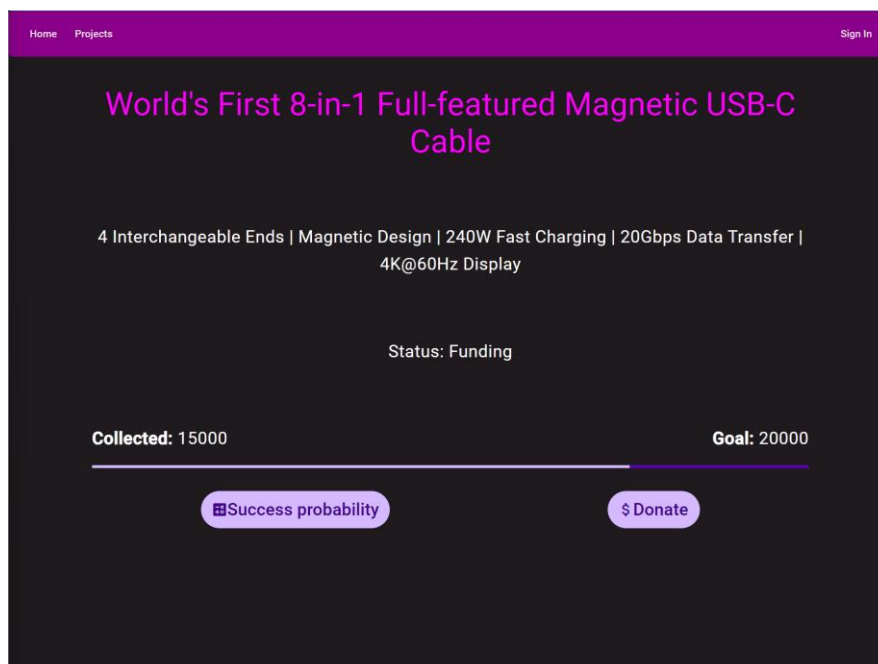 Home Projects Sign In
World's First 8-in-1 Full-featured Magnetic USB-C
Cable
4 Interchangeable Ends | Magnetic Design | 240W Fast Charging | 20Gbps Data Transfer |
4K@60Hz Display
Status: Funding
Collected: 15000 Goal: 20000
Success probability $ Donate